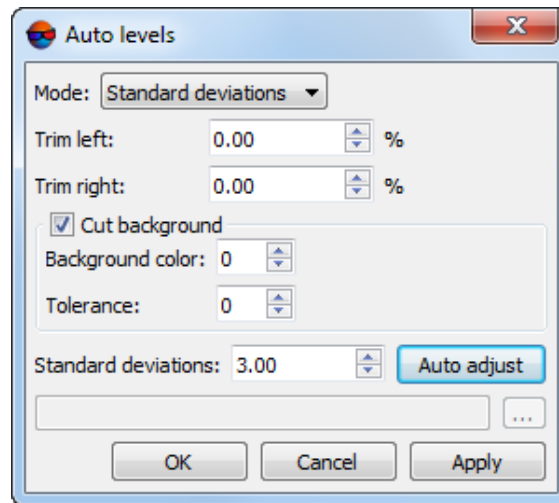 Auto levels
Mode: Standard deviations
Trim left: 0.00 %
Trim right: 0.00 %
Cut background
Background color: 0
Tolerance: 0
Standard deviations: 3.00 Auto adjust
...
OK Cancel Apply